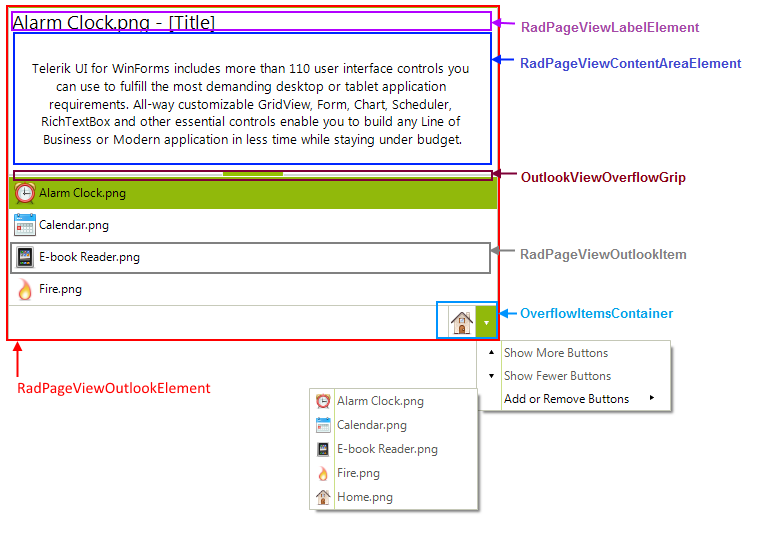 Alarm Clock.png - [Title]
RadPageViewLabelElement
Telerik UI for WinForms includes more than 110 user interface controls you
can use to fulfill the most demanding desktop or tablet application
requirements. All-way customizable GridView, Form, Chart, Scheduler,
RichTextBox and other essential controls enable you to build any Line of
Business or Modern application in less time while staying under budget.
RadPageViewContentAreaElement
OutlookViewOverflowGrip
Alarm Clock.png
Calendar.png
E-book Reader.png
RadPageViewOutlookItem
Fire.png
OverflowItemsContainer
RadPageViewOutlookElement
Show More Buttons
Show Fewer Buttons
Add or Remove Buttons
Alarm Clock.png
Calendar.png
E-book Reader.png
Fire.png
Home.png